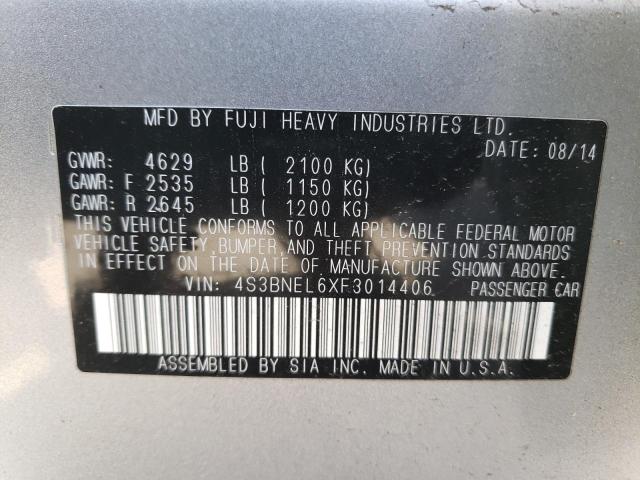 MFD BY FUJI HEAVY INDUSTRIES LTD.
DATE: 08/14
GVWR: 4629 LB ( 2100 KG)
GAWR: F 2535 LB ( 1150 KG)
GAWR: R 2645 LB ( 1200 KG)
THIS VEHICLE CONFORMS TO ALL APPLICABLE FEDERAL MOTOR
VEHICLE SAFETY, BUMPER, AND THEFT PREVENTION STANDARDS
IN EFFECT ON THE DATE OF MANUFACTURE SHOWN ABOVE.
VIN: 4S3BNEL6XF3014406 PASSENGER CAR
ASSEMBLED BY SIA INC. MADE IN U.S.A.